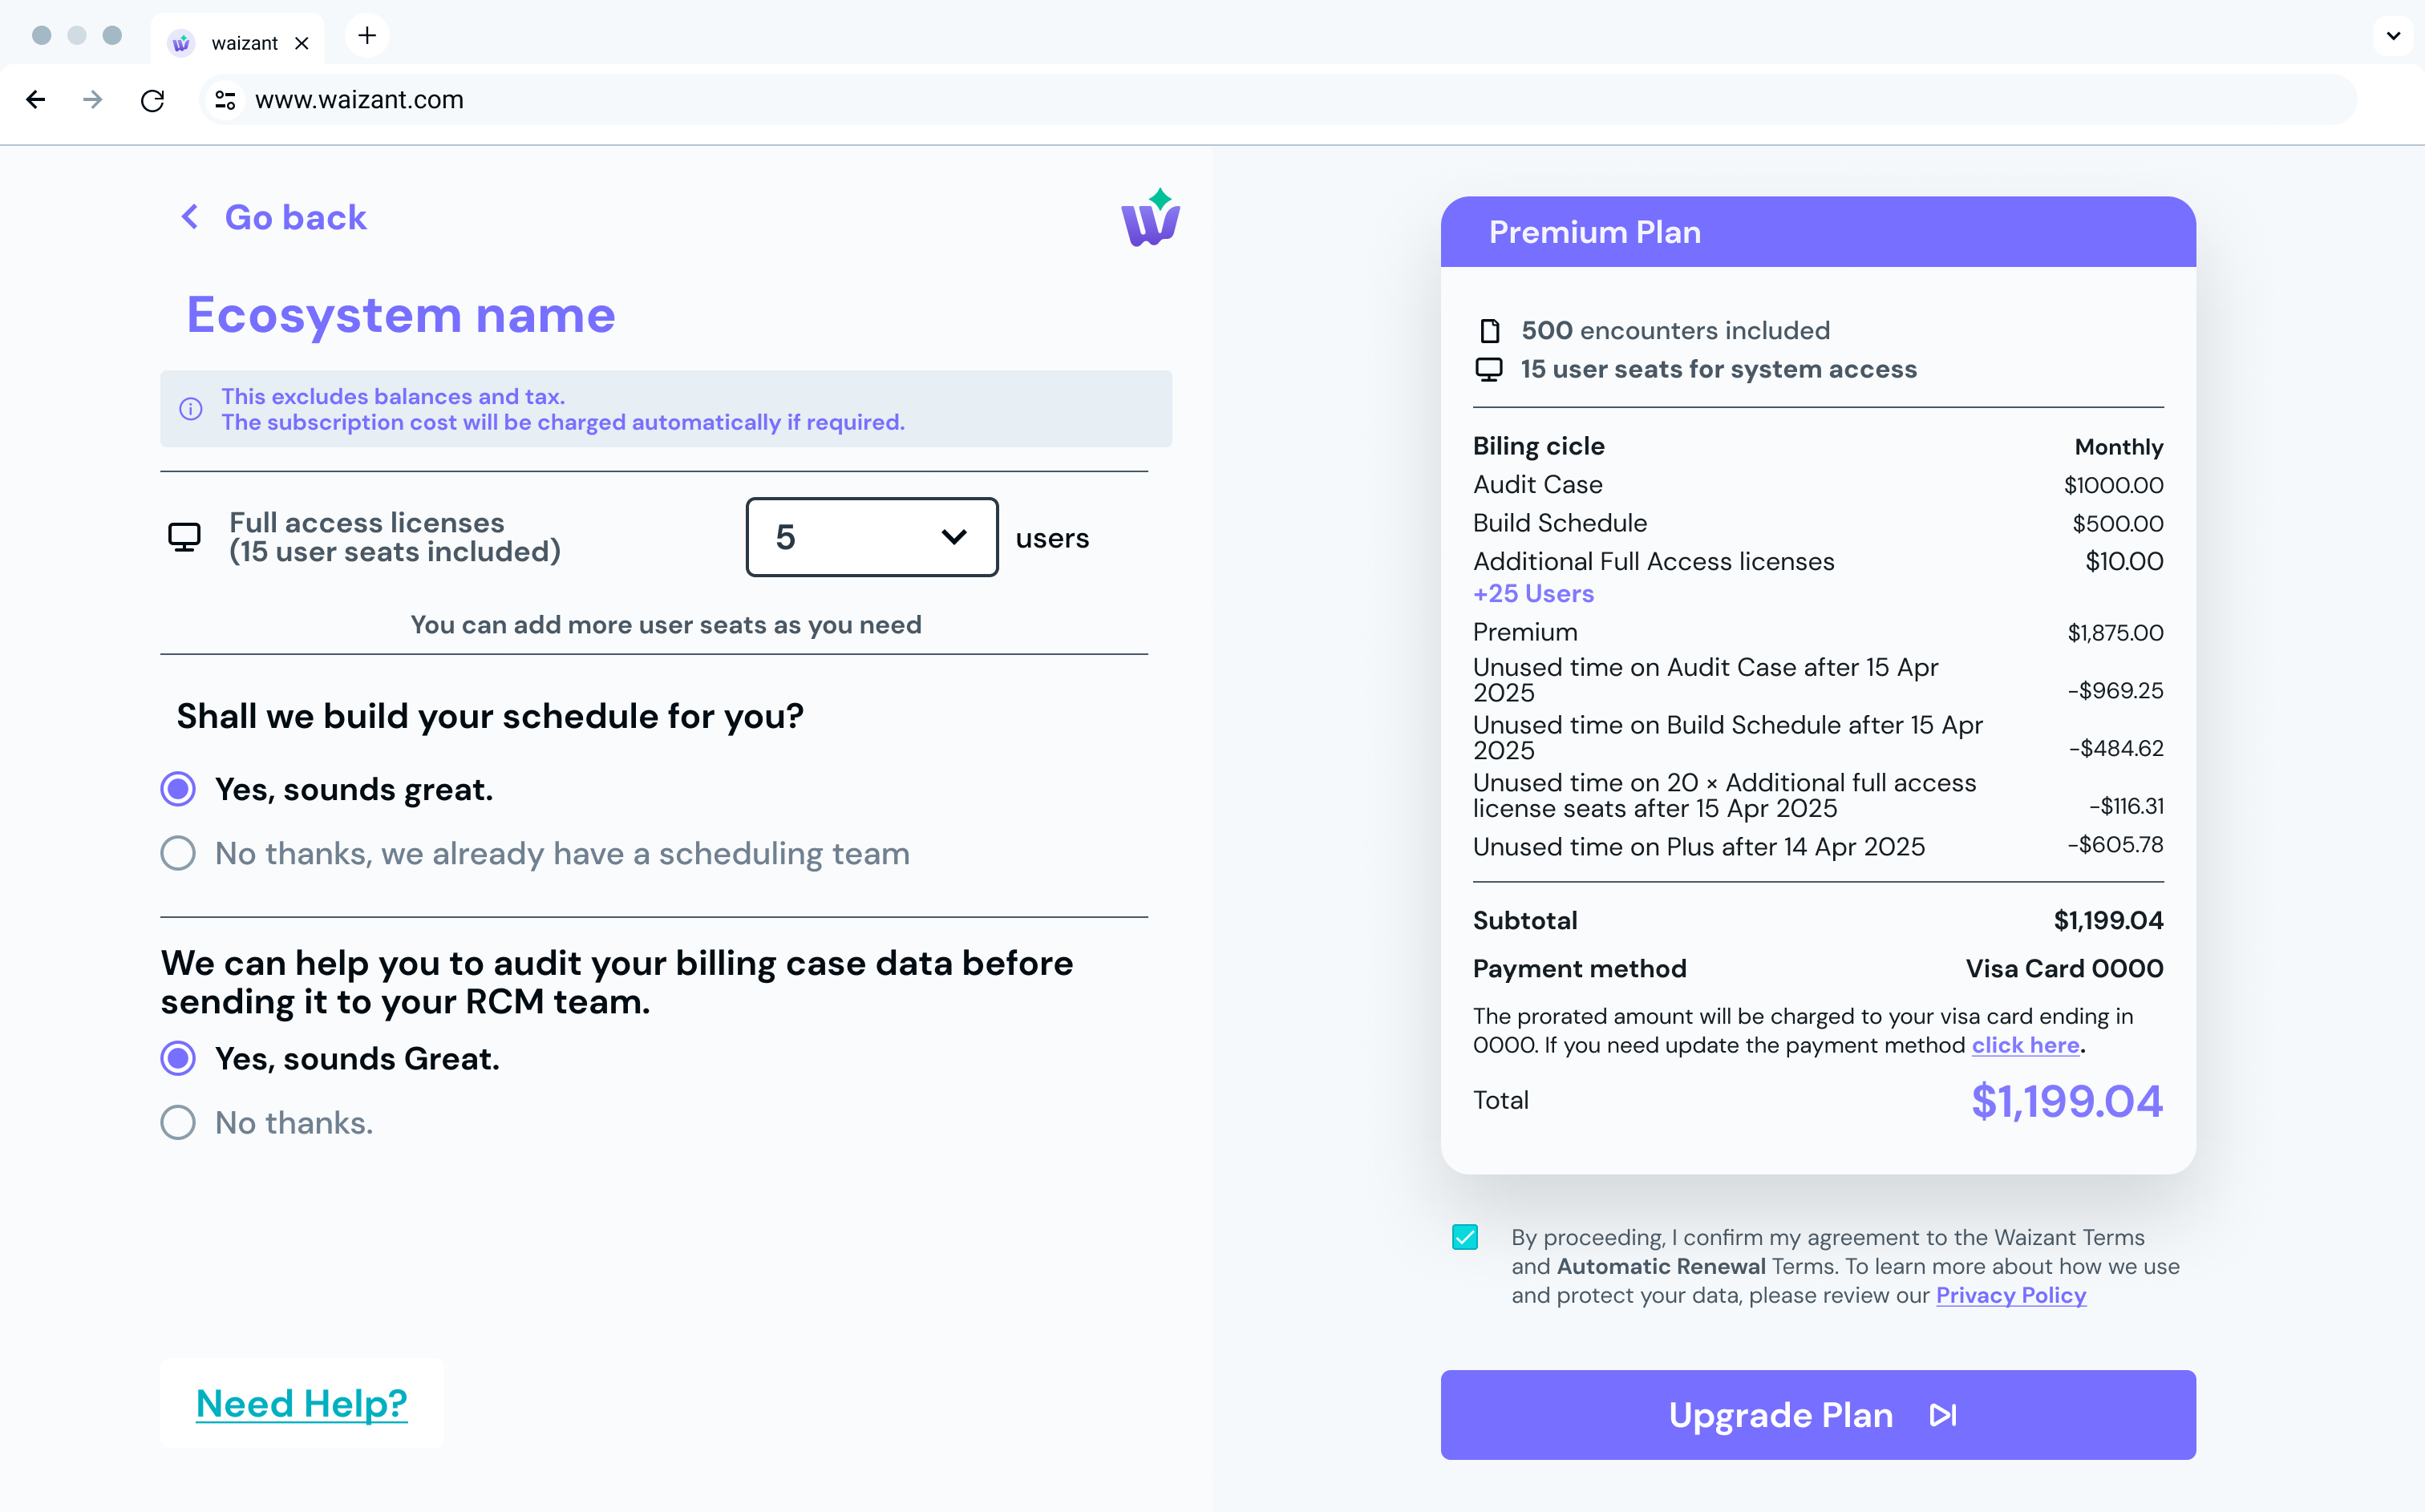 waizant
www.waizant.com
Go back
Ecosystem name
This excludes balances and tax.
The subscription cost will be charged automatically if required.
Full access licenses
(15 user seats included)
5
users
You can add more user seats as you need
Shall we build your schedule for you?
Yes, sounds great.
No thanks, we already have a scheduling team
We can help you to audit your billing case data before
sending it to your RCM team.
Yes, sounds Great.
No thanks.
Need Help?
Premium Plan
500 encounters included
15 user seats for system access
Biling cicle Monthly
Audit Case $1000.00
Build Schedule $500.00
Additional Full Access licenses $10.00
+25 Users
Premium $1,875.00
Unused time on Audit Case after 15 Apr
2025 -$969.25
Unused time on Build Schedule after 15 Apr
2025 -$484.62
Unused time on 20 × Additional full access
license seats after 15 Apr 2025 -$116.31
Unused time on Plus after 14 Apr 2025 -$605.78
Subtotal $1,199.04
Payment method Visa Card 0000
The prorated amount will be charged to your visa card ending in
0000. If you need update the payment method click here.
Total $1,199.04
By proceeding, I confirm my agreement to the Waizant Terms
and Automatic Renewal Terms. To learn more about how we use
and protect your data, please review our Privacy Policy
Upgrade Plan